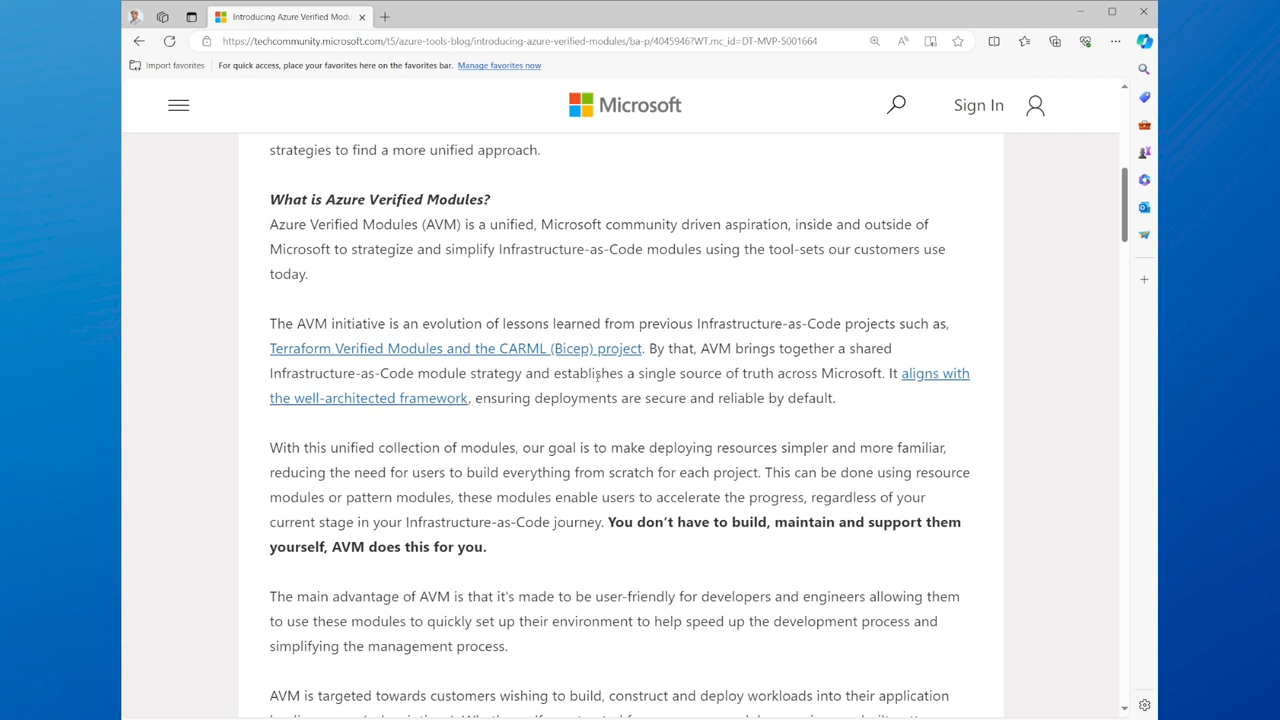 Introducing Azure Verified Modu
https://techcommunity.microsoft.com/t5/azure-tools-blog/introducing-azure-verified-modules/ba-p/4045946?WT.mc_id=DT-MVP-5001664
Import favorites
For quick access, place your favorites here on the favorites bar. Manage favorites now
Microsoft
Sign In
strategies to find a more unified approach.
What is Azure Verified Modules?
Azure Verified Modules (AVM) is a unified, Microsoft community driven aspiration, inside and outside of
Microsoft to strategize and simplify Infrastructure-as-Code modules using the tool-sets our customers use
today.
The AVM initiative is an evolution of lessons learned from previous Infrastructure-as-Code projects such as,
Terraform Verified Modules and the CARML (Bicep) project. By that, AVM brings together a shared
Infrastructure-as-Code module strategy and establishes a single source of truth across Microsoft. It aligns with
the well-architected framework, ensuring deployments are secure and reliable by default.
With this unified collection of modules, our goal is to make deploying resources simpler and more familiar,
reducing the need for users to build everything from scratch for each project. This can be done using resource
modules or pattern modules, these modules enable users to accelerate the progress, regardless of your
current stage in your Infrastructure-as-Code journey. You don’t have to build, maintain and support them
yourself, AVM does this for you.
The main advantage of AVM is that it's made to be user-friendly for developers and engineers allowing them
to use these modules to quickly set up their environment to help speed up the development process and
simplifying the management process.
AVM is targeted towards customers wishing to build, construct and deploy workloads into their application